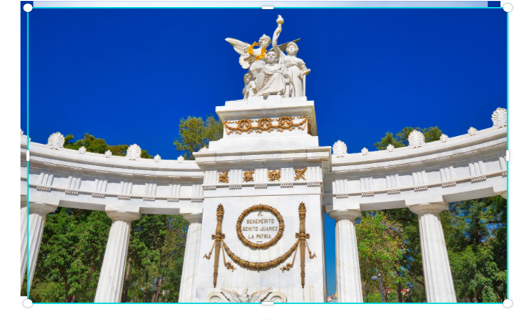 AL
BENEMERITO
BENITO JUAREZ
LA PATRIA